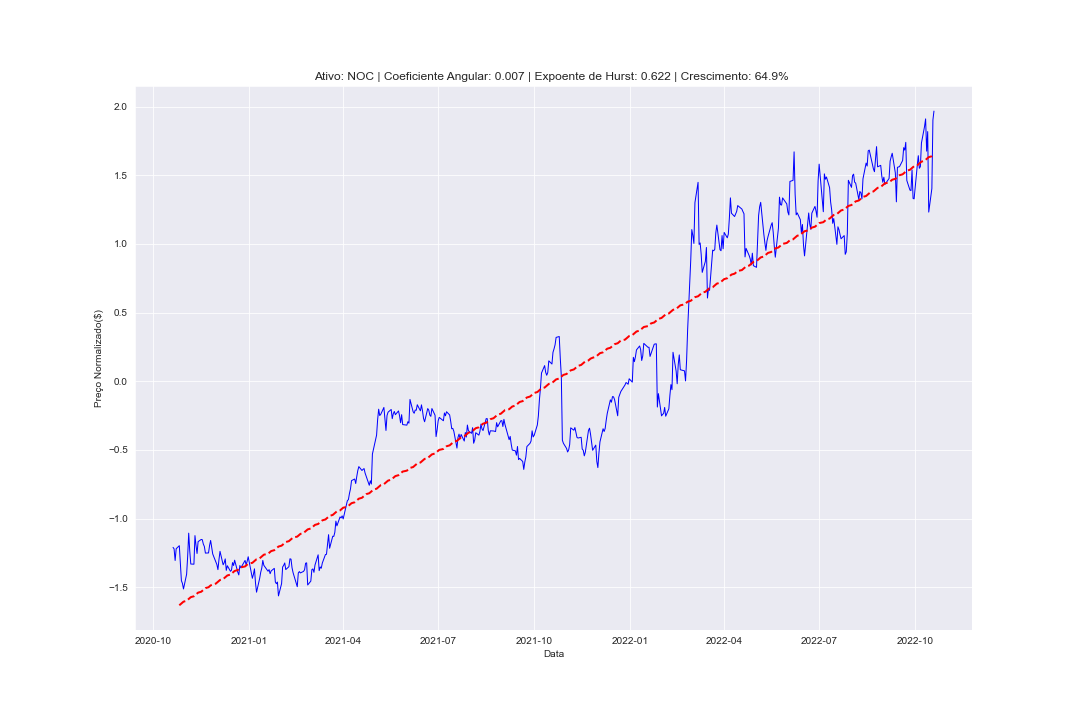 Ativo: NOC | Coeficiente Angular: 0.007 | Expoente de Hurst: 0.622 | Crescimento: 64.9%
2.0
1.5
1.0
0.5
0.0
−0.5
−1.0
−1.5
Preço Normalizado($)
2020-10 2021-01 2021-04 2021-07 2021-10 2022-01 2022-04 2022-07 2022-10
Data